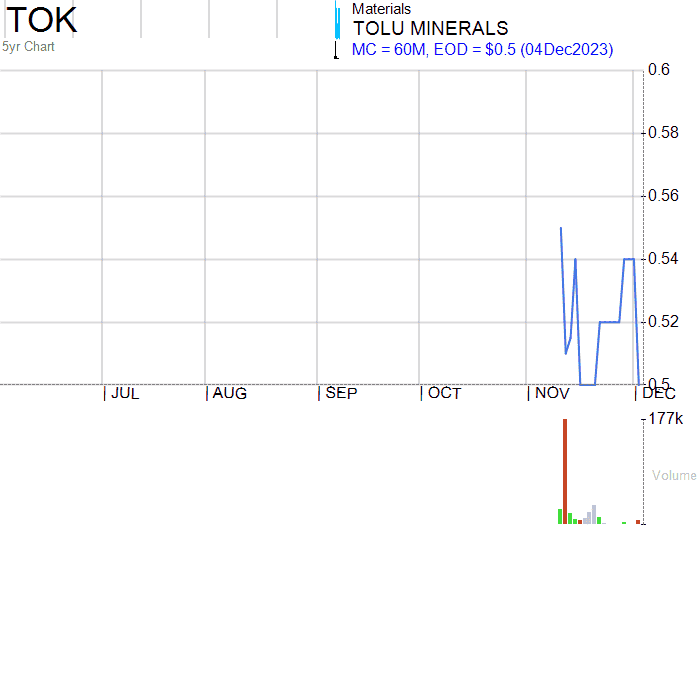 TOK
5yr Chart
Materials
TOLU MINERALS
MC = 60M, EOD = $0.5 (04Dec2023)
0.6
0.58
0.56
0.54
0.52
0.5
JUL AUG SEP OCT NOV DEC
177k
Volume